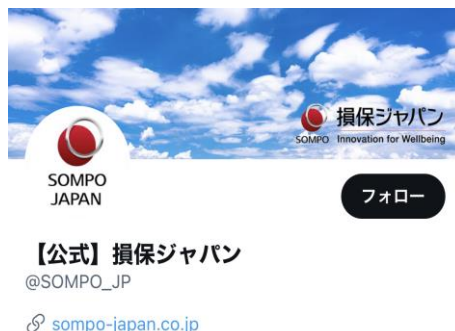 損保ジャパン
SOMPO Innovation for Wellbeing
SOMPO
JAPAN
フォロー
【公式】損保ジャパン
@SOMPO_JP
sompo-japan.co.jp